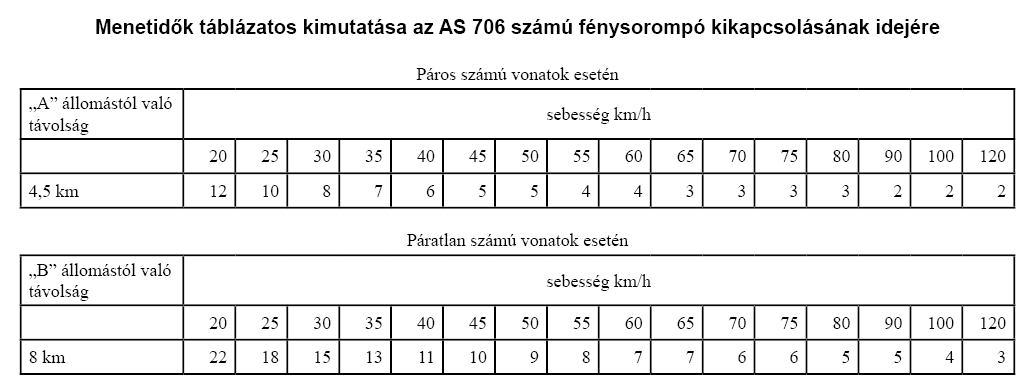 Menetidők táblázatos kimutatása az AS 706 számú fénysorompó kikapcsolásának idejére
Páros számú vonatok esetén
„A” állomástól való távolság sebesség km/h
20 25 30 35 40 45 50 55 60 65 70 75 80 90 100 120
4,5 km 12 10 8 7 6 5 5 4 4 3 3 3 3 2 2 2
Páratlan számú vonatok esetén
„B” állomástól való távolság sebesség km/h
20 25 30 35 40 45 50 55 60 65 70 75 80 90 100 120
8 km 22 18 15 13 11 10 9 8 7 7 6 6 5 5 4 3